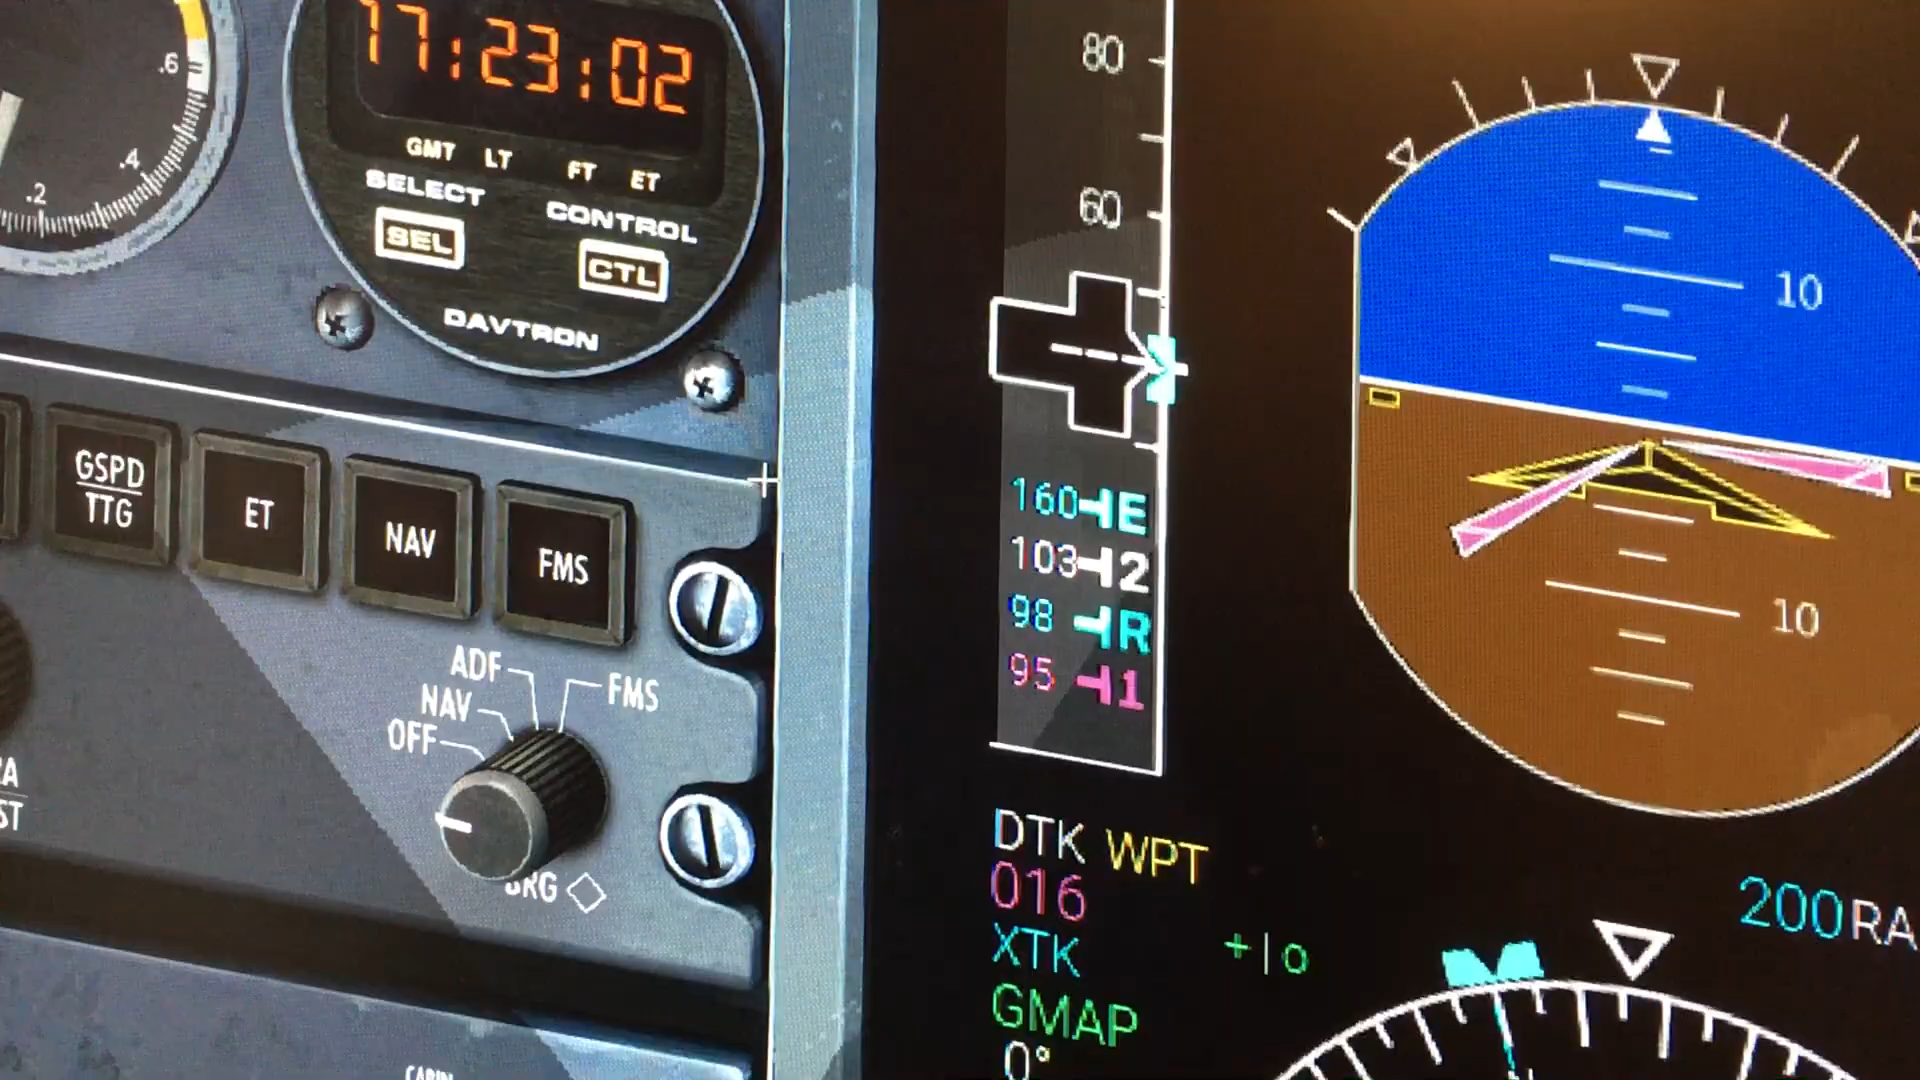 17:23:02
GMT LT FT ET
SELECT
CONTROL
SEL
CTL
DAVTRON
.6
.4
.2
GSPD
TTG
ET
NAV
FMS
ADF
FMS
NAV
OFF
BRG
80
60
160 E
103 2
98 R
95 1
10
10
DTK WPT
016
XTK
GMAP
0°
200RA
CABIN